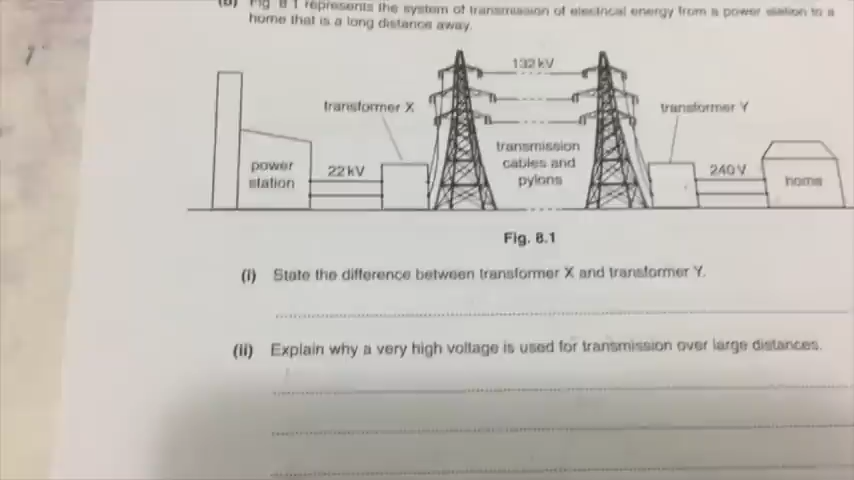 (b) Fig 8.1 represents the system of transmission of electrical energy from a power station to a
home that is a long distance away.
132 kV
transformer X
transformer Y
transmission
cables and
pylons
power
station
22 kV
240 V
home
Fig. 8.1
(i) State the difference between transformer X and transformer Y.
(ii) Explain why a very high voltage is used for transmission over large distances.